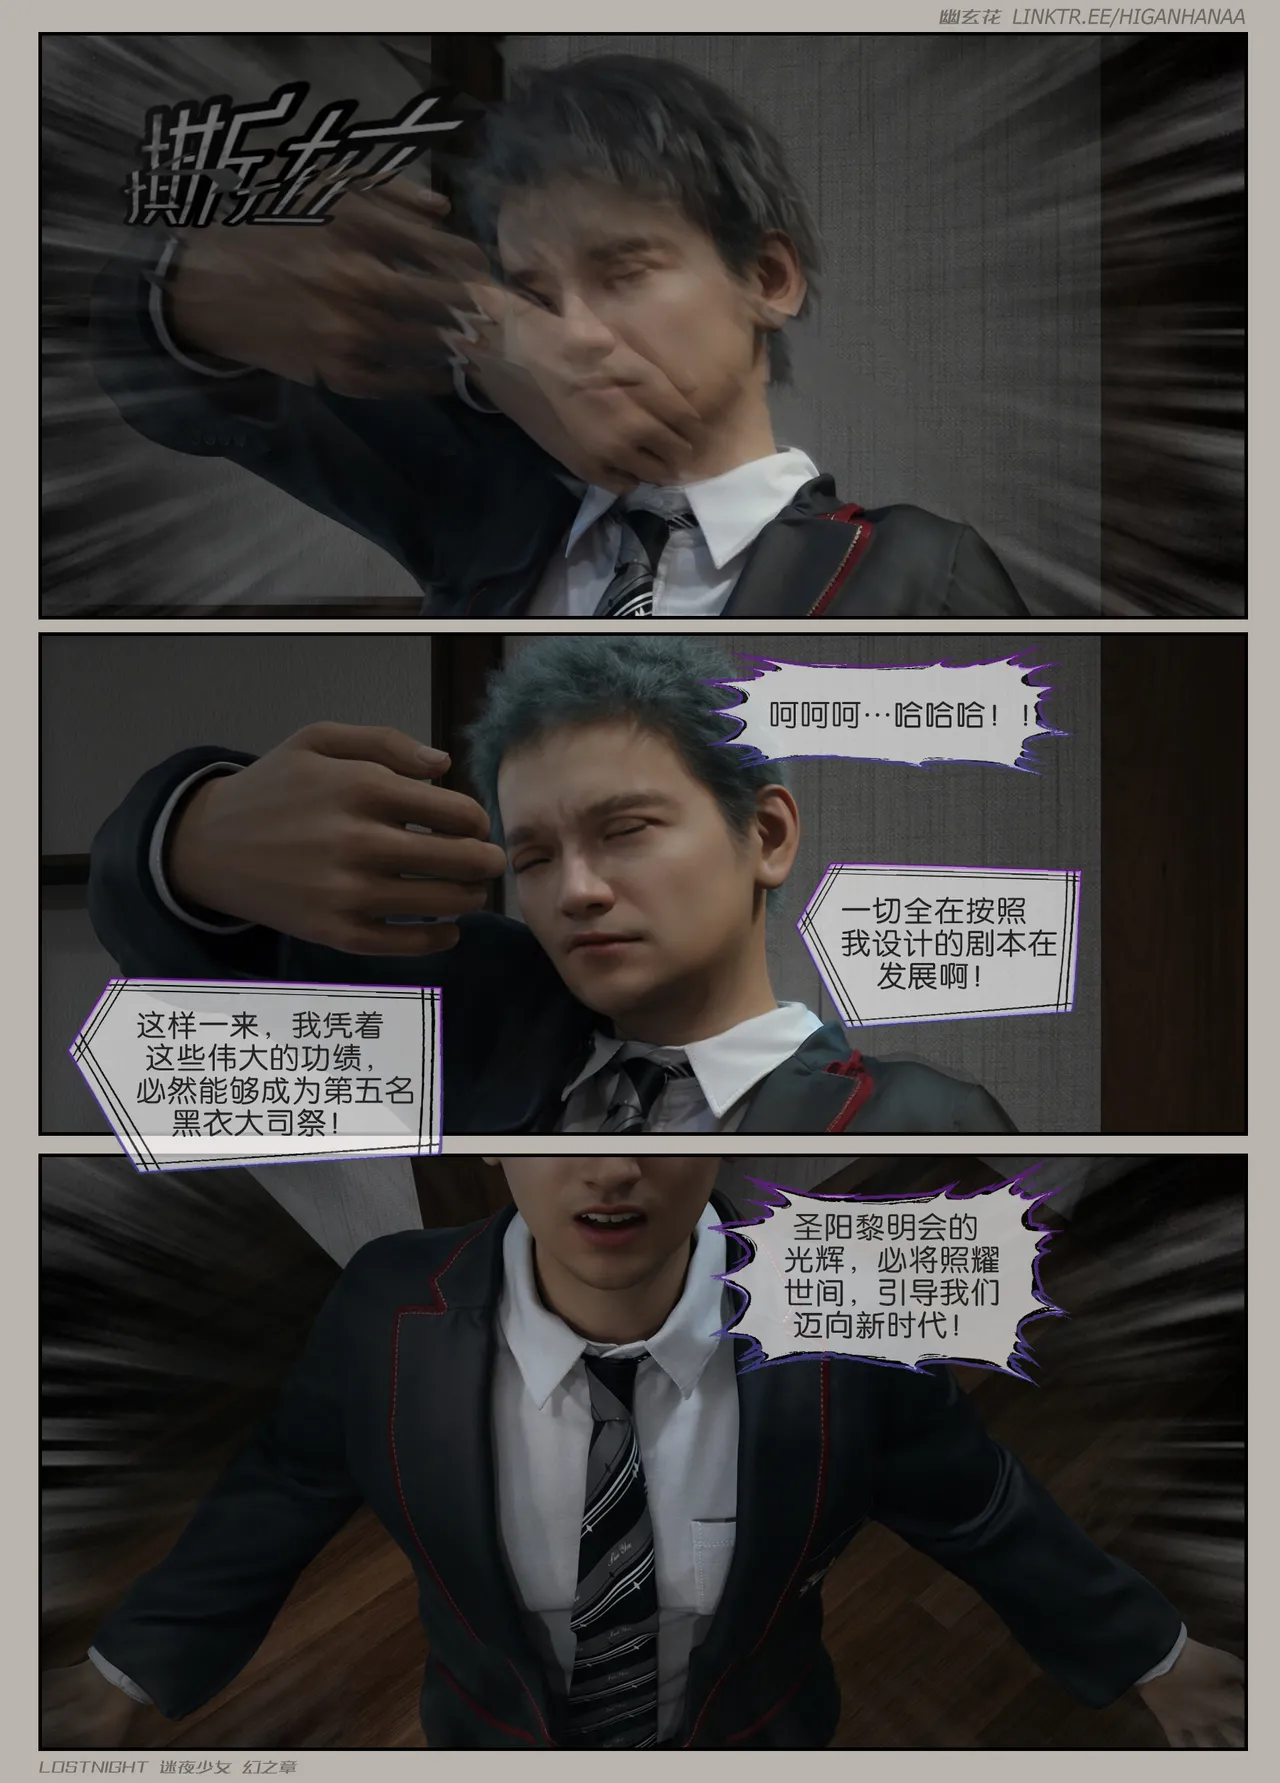 幽玄花 LINKTR.EE/HIGANHANAA
撕拉
呵呵呵…哈哈哈！！
一切全在按照
我设计的剧本在
发展啊！
这样一来，我凭着
这些伟大的功绩，
必然能够成为第五名
黑衣大司祭！
圣阳黎明会的
光辉，必将照耀
世间，引导我们
迈向新时代！
LOSTNIGHT 迷夜少女 幻之章